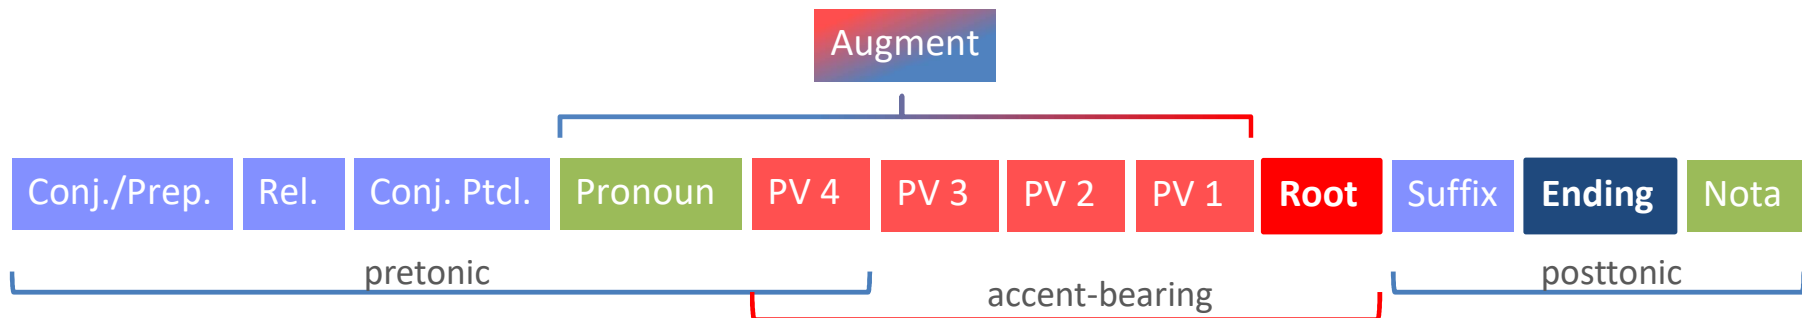 Augment
Conj./Prep. Rel. Conj. Ptcl. Pronoun PV 4 PV 3 PV 2 PV 1 Root Suffix Ending Nota
pretonic accent-bearing posttonic